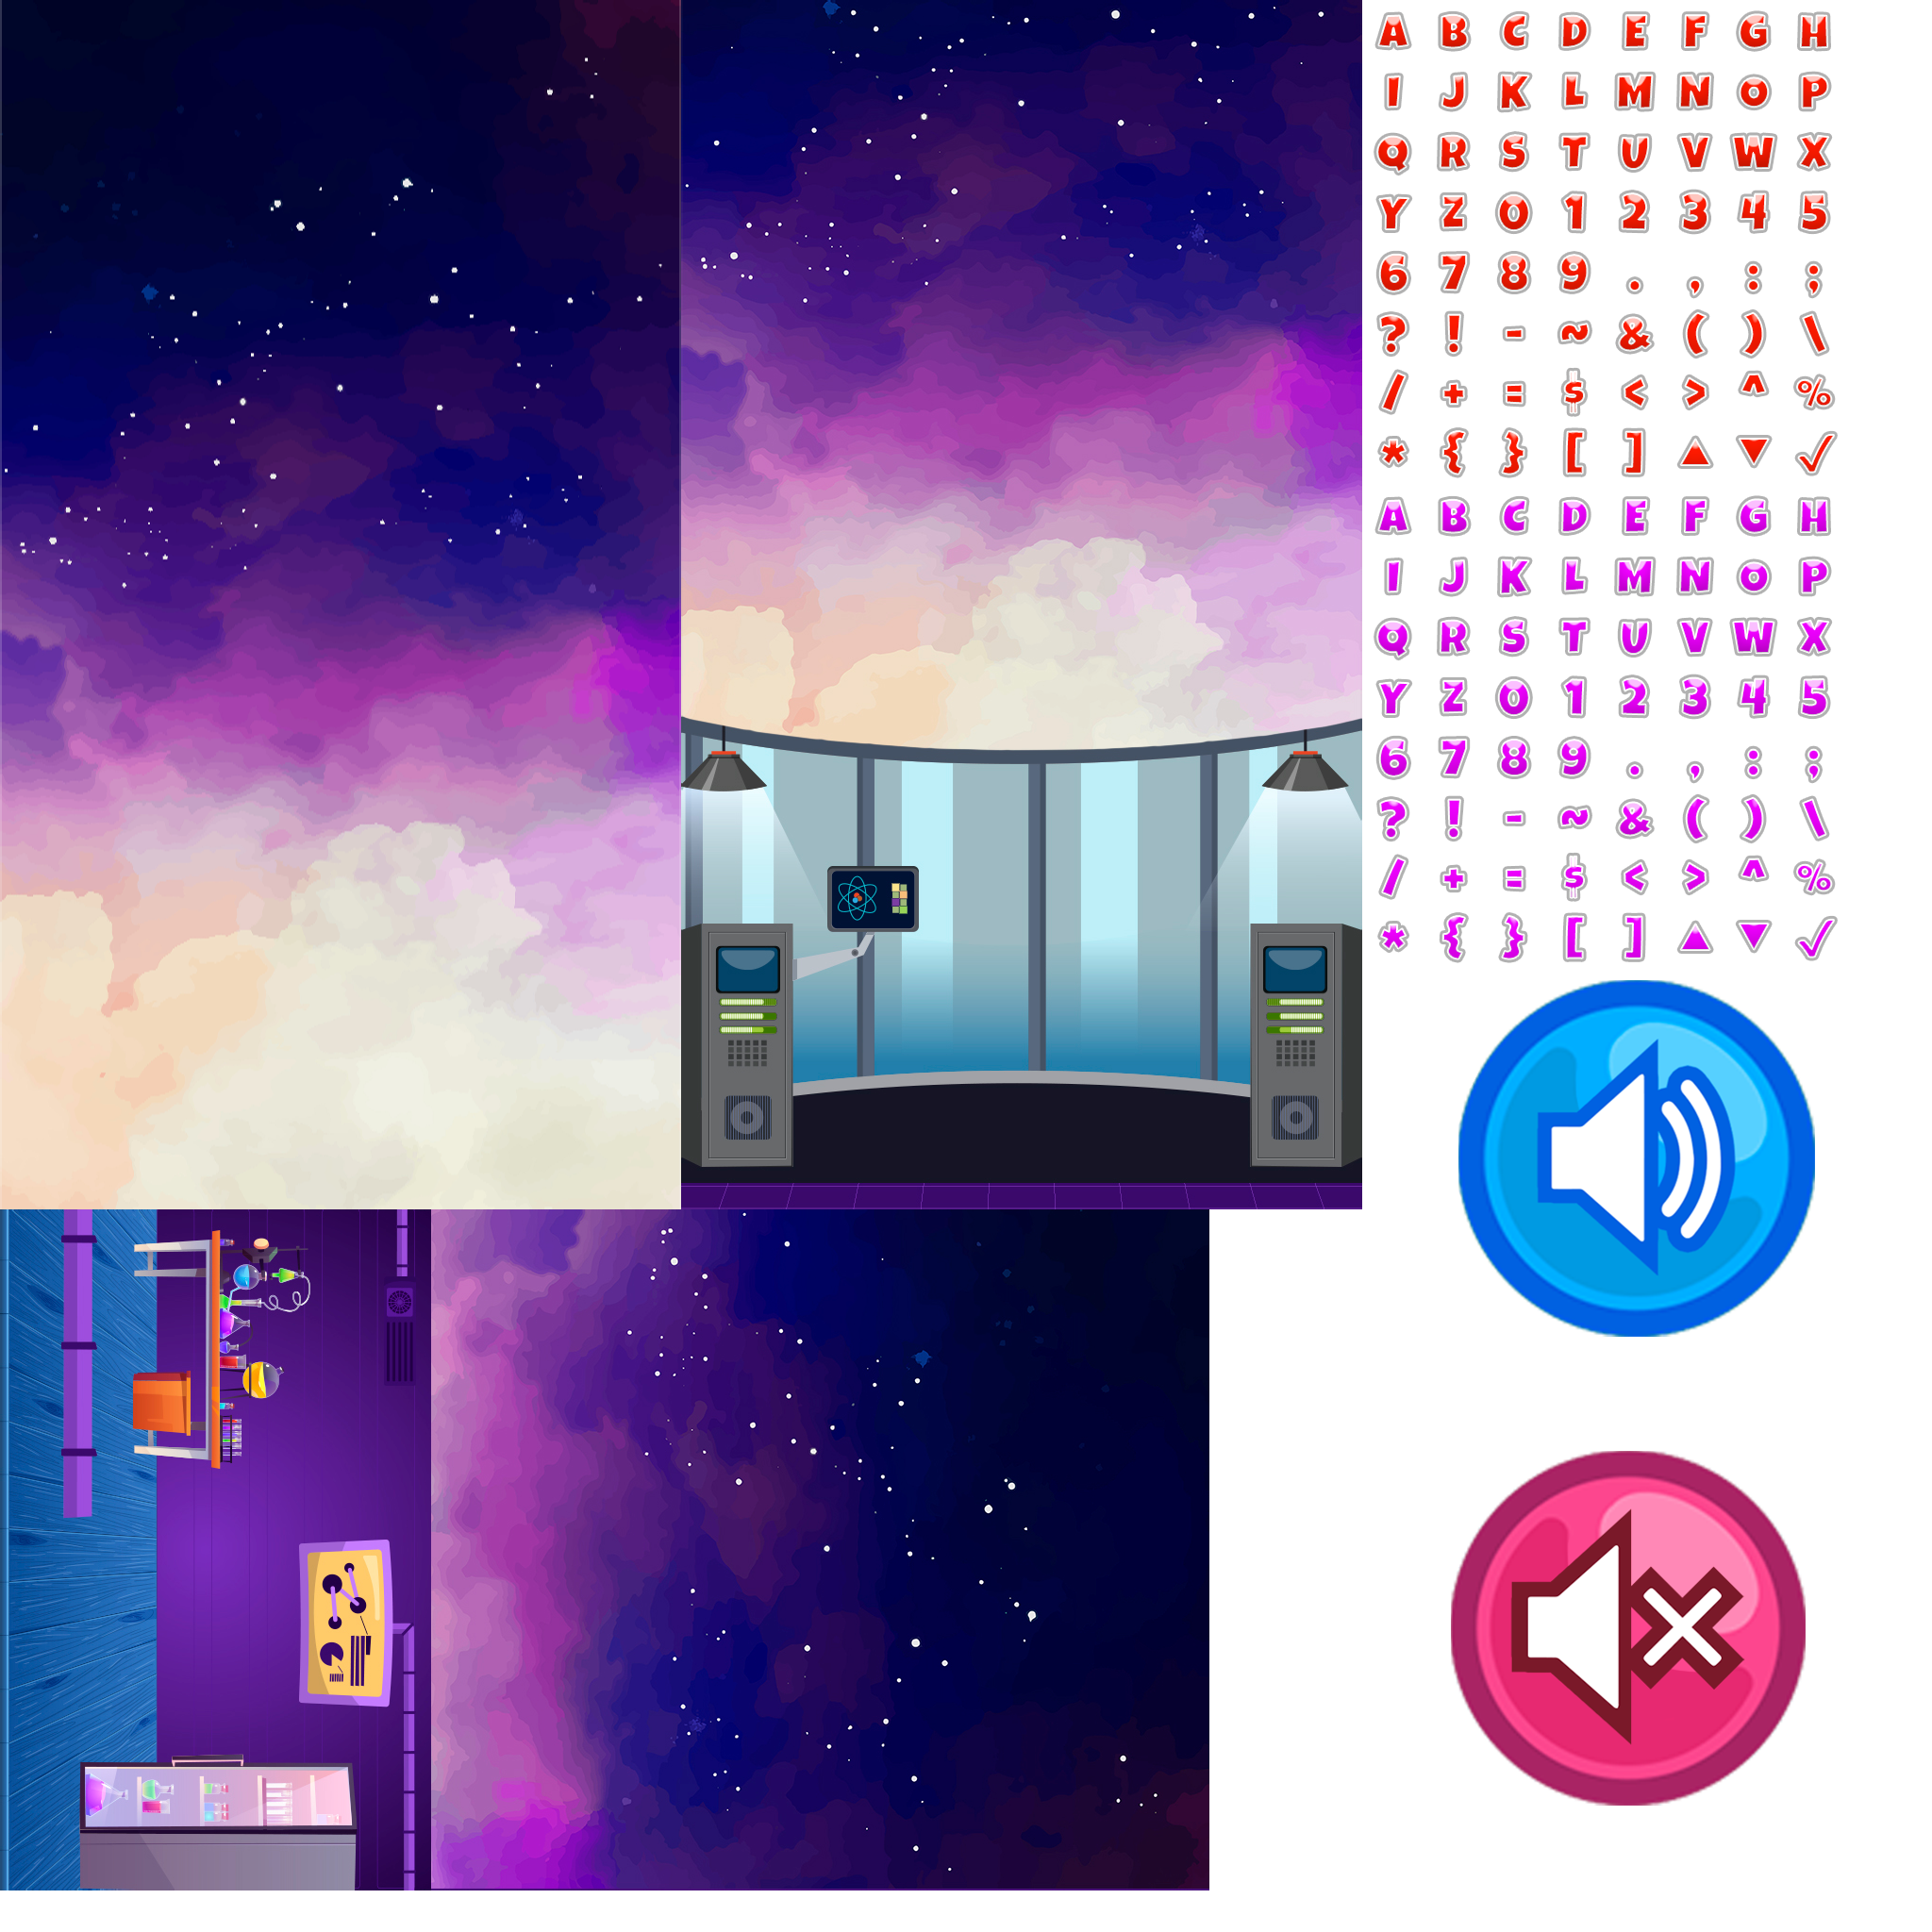 A B C D E F G H
I J K L M N O P
Q R S T U V W X
Y Z 0 1 2 3 4 5
6 7 8 9 . , : ;
? ! - ~ & ( ) \
/ + = $ < > ^ %
* { } [ ] ▲ ▼ ✓
A B C D E F G H
I J K L M N O P
Q R S T U V W X
Y Z 0 1 2 3 4 5
6 7 8 9 . , : ;
? ! - ~ & ( ) \
/ + = $ < > ^ %
* { } [ ] ▲ ▼ ✓